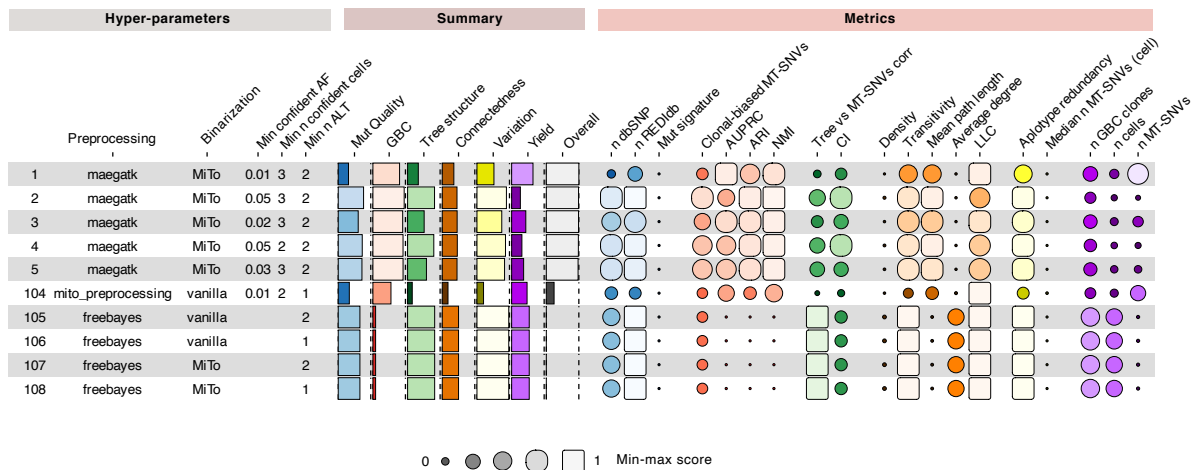 Hyper-parameters Summary Metrics
Preprocessing Binarization Min confident AF Min n confident cells Min n ALT Mut Quality GBC Tree structure Connectedness Variation Yield Overall n dbSNP n REDIdb Mut signature Clonal-biased MT-SNVs AUPRC ARI NMI Tree vs MT-SNVs corr CI Density Transitivity Mean path length Average degree LLC Aplotype redundancy Median n MT-SNVs (cell) n GBC clones n cells n MT-SNVs
1 maegatk MiTo 0.01 3 2
2 maegatk MiTo 0.05 3 2
3 maegatk MiTo 0.02 3 2
4 maegatk MiTo 0.05 2 2
5 maegatk MiTo 0.03 3 2
104 mito_preprocessing vanilla 0.01 2 1
105 freebayes vanilla 2
106 freebayes vanilla 1
107 freebayes MiTo 2
108 freebayes MiTo 1
0 1 Min-max score